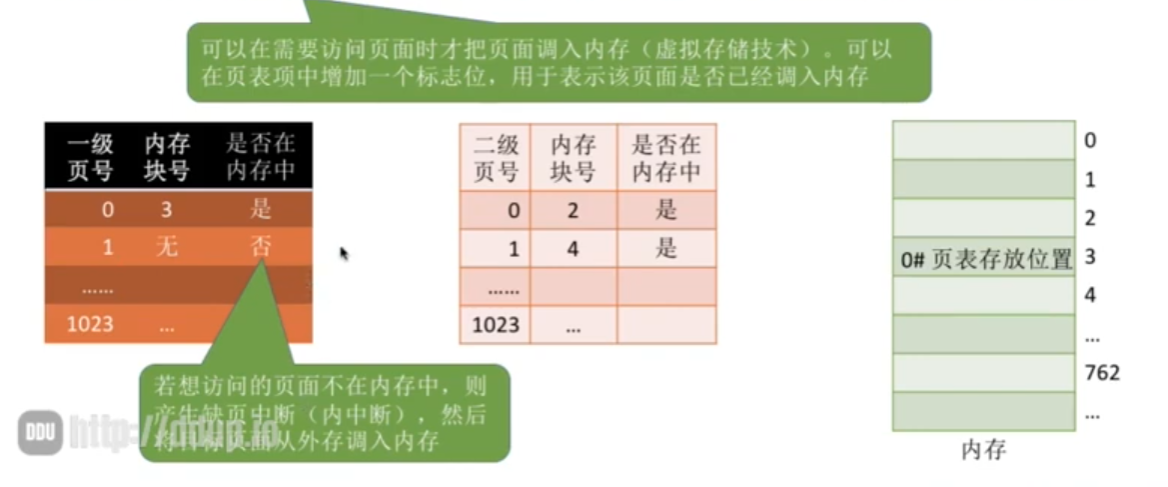 可以在需要访问页面时才把页面调入内存（虚拟存储技术）。可以
在页表项中增加一个标志位，用于表示该页面是否已经调入内存
一级页号 内存块号 是否在内存中
0 3 是
1 无 否
……
1023 ...
二级页号 内存块号 是否在内存中
0 2 是
1 4 是
……
1023 ...
0
1
2
0# 页表存放位置 3
4
...
762
...
内存
若想访问的页面不在内存中，则
产生缺页中断（内中断），然后
将目标页面从外存调入内存
DDU